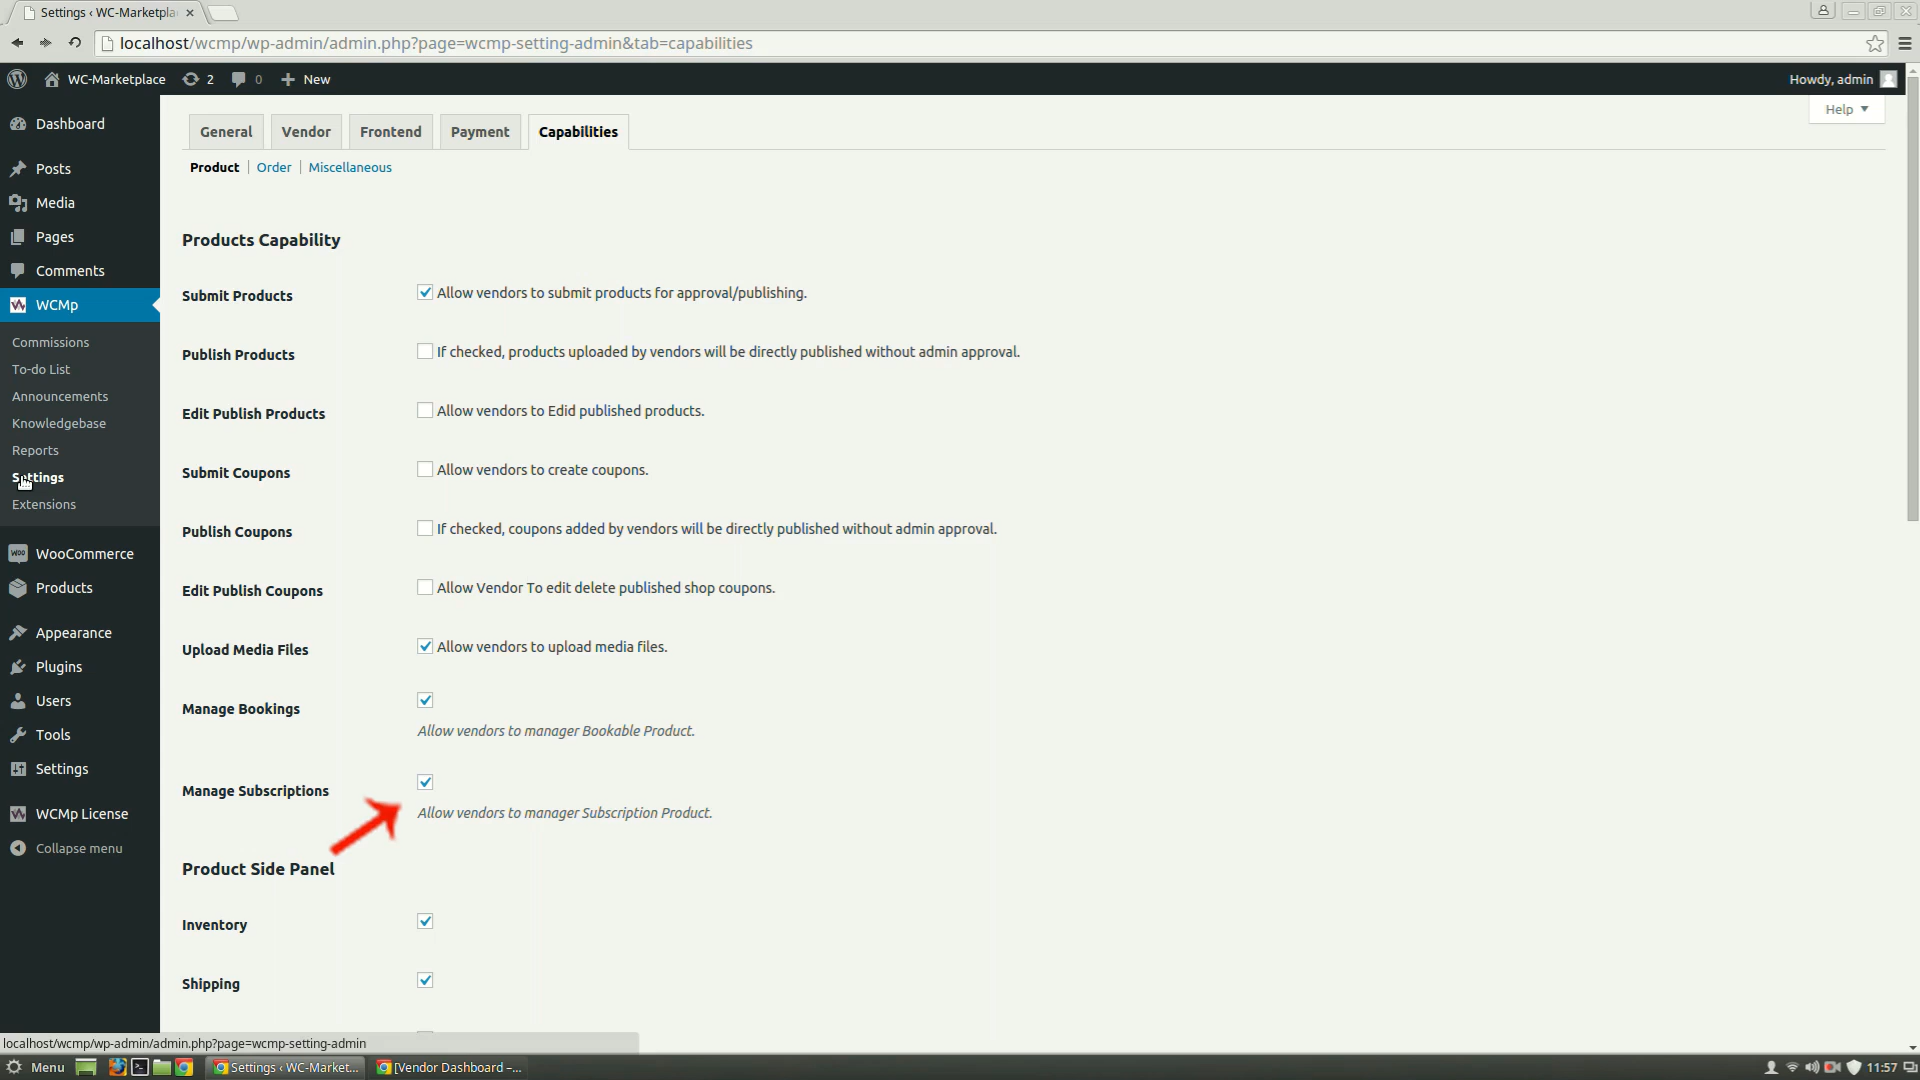 Settings ‹ WC-Marketpla
localhost/wcmp/wp-admin/admin.php?page=wcmp-setting-admin&tab=capabilities
WC-Marketplace 2 0 New Howdy, admin
Help
Dashboard
Posts
Media
Pages
Comments
WCMp
Commissions
To-do List
Announcements
Knowledgebase
Reports
Settings
Extensions
WooCommerce
Products
Appearance
Plugins
Users
Tools
Settings
WCMp License
Collapse menu
General Vendor Frontend Payment Capabilities
Product | Order | Miscellaneous
Products Capability
Submit Products Allow vendors to submit products for approval/publishing.
Publish Products If checked, products uploaded by vendors will be directly published without admin approval.
Edit Publish Products Allow vendors to Edid published products.
Submit Coupons Allow vendors to create coupons.
Publish Coupons If checked, coupons added by vendors will be directly published without admin approval.
Edit Publish Coupons Allow Vendor To edit delete published shop coupons.
Upload Media Files Allow vendors to upload media files.
Manage Bookings
Allow vendors to manager Bookable Product.
Manage Subscriptions
Allow vendors to manager Subscription Product.
Product Side Panel
Inventory
Shipping
localhost/wcmp/wp-admin/admin.php?page=wcmp-setting-admin
Menu Settings ‹ WC-Market... [Vendor Dashboard –... 11:57